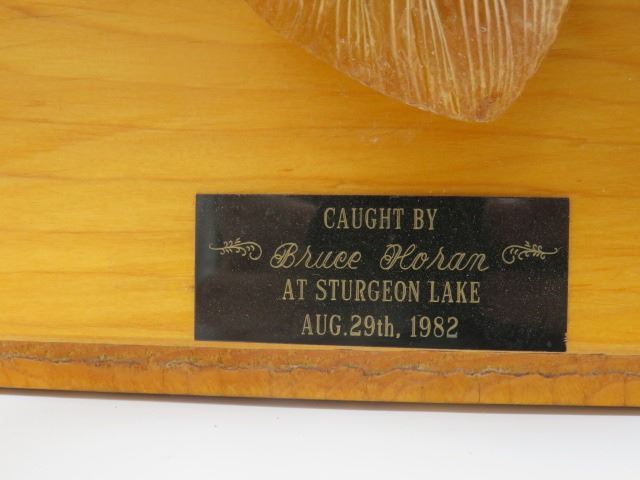 CAUGHT BY
Bruce Horan
AT STURGEON LAKE
AUG.29th, 1982